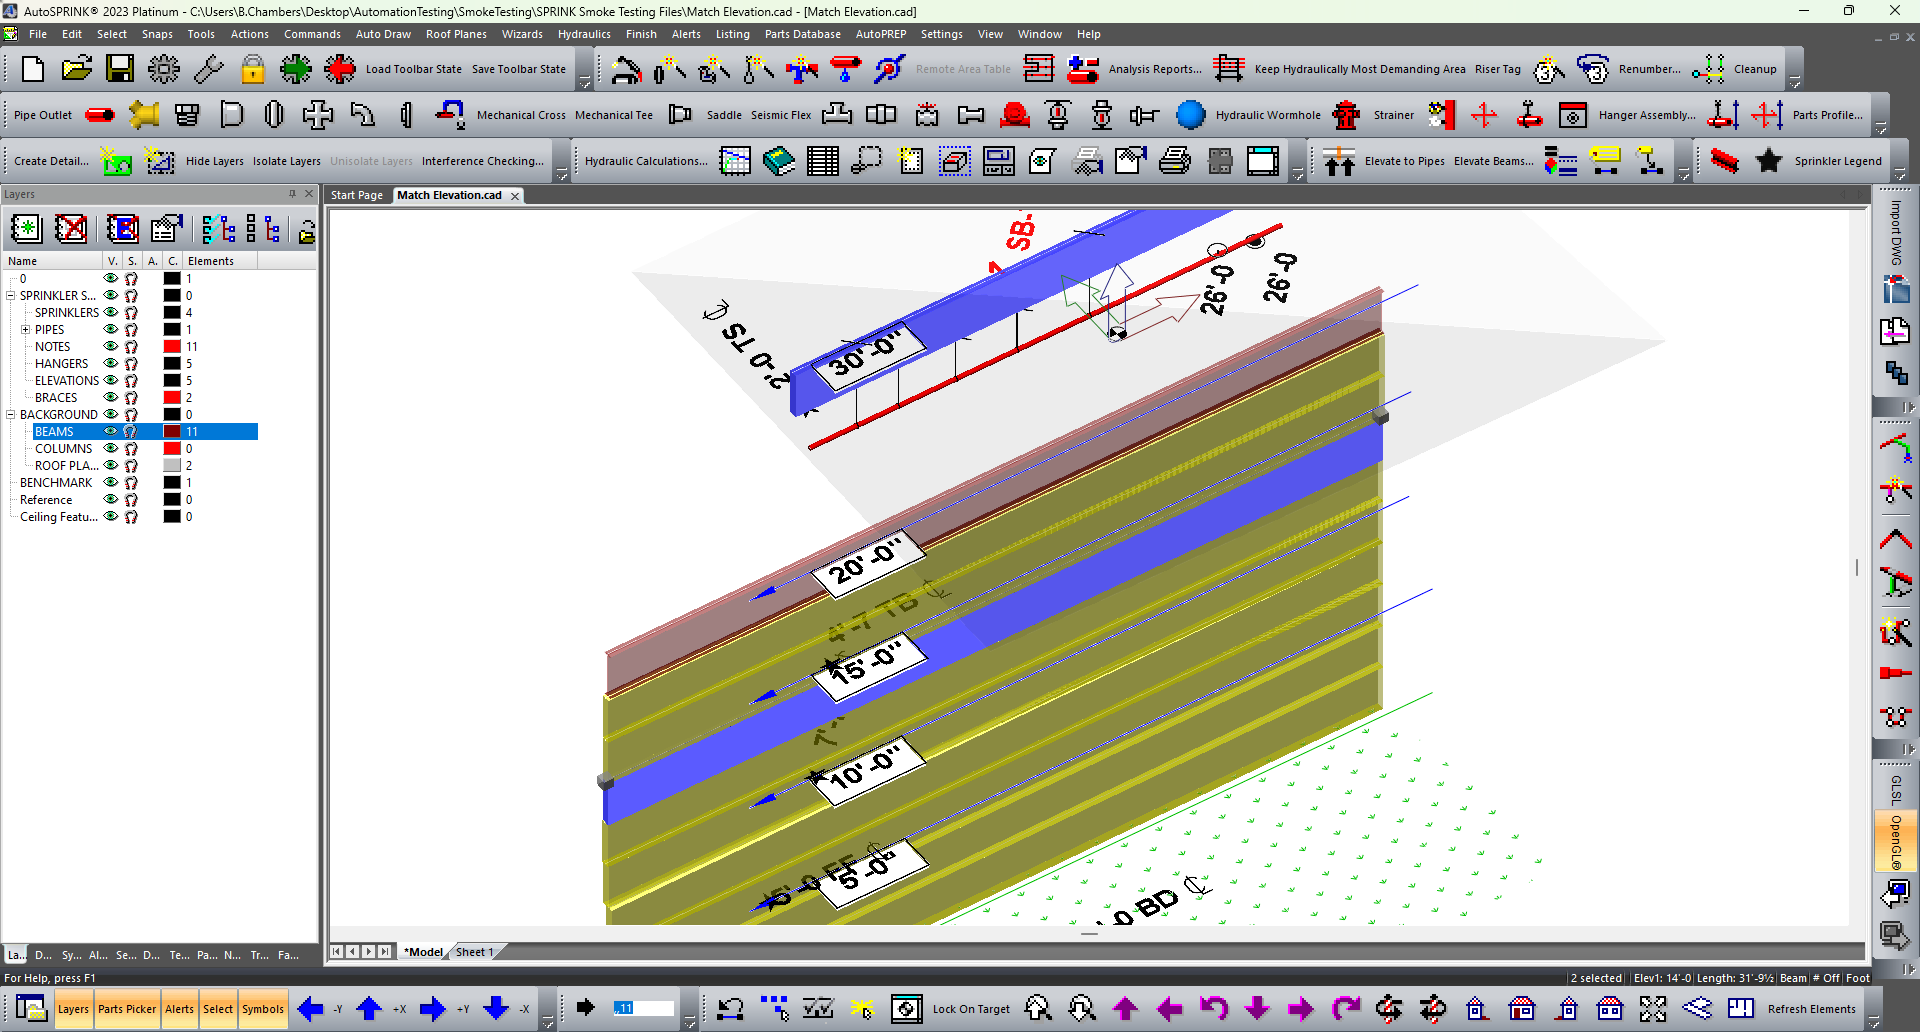 AutoSPRINK® 2023 Platinum - C:\Users\B.Chambers\Desktop\AutomationTesting\SmokeTesting\SPRINK Smoke Testing Files\Match Elevation.cad - [Match Elevation.cad]
File Edit Select Snaps Tools Actions Commands Auto Draw Roof Planes Wizards Hydraulics Finish Alerts Listing Parts Database AutoPREP Settings View Window Help
Load Toolbar State Save Toolbar State Remote Area Table Analysis Reports... Keep Hydraulically Most Demanding Area Riser Tag Renumber... Cleanup
Pipe Outlet Mechanical Cross Mechanical Tee Saddle Seismic Flex Hydraulic Wormhole Strainer Hanger Assembly... Parts Profile...
Create Detail... Hide Layers Isolate Layers Unisolate Layers Interference Checking... Hydraulic Calculations... Elevate to Pipes Elevate Beams... Sprinkler Legend
Layers
Start Page Match Elevation.cad
Name V. S. A. C. Elements
0 1
SPRINKLER S... 0
SPRINKLERS 4
PIPES 1
NOTES 11
HANGERS 5
ELEVATIONS 5
BRACES 2
BACKGROUND 0
BEAMS 11
COLUMNS 0
ROOF PLA... 2
BENCHMARK 1
Reference 0
Ceiling Featu... 0
SB-
26'-0
26'-0
2'-0 TS
30'-0"
20'-0"
4'-7 TB
15'-0"
7'-
10'-0"
5'-0"
-0 BD
Import DWG
GLSL
OpenGL®
La... D... Sy... Al... Se... D... Te... Pa... N... Tr... Fa...
*Model Sheet 1
For Help, press F1
2 selected Elev1: 14'-0 Length: 31'-9½ Beam # Off Foot
Layers Parts Picker Alerts Select Symbols -Y +X +Y -X ,,11 Lock On Target Refresh Elements